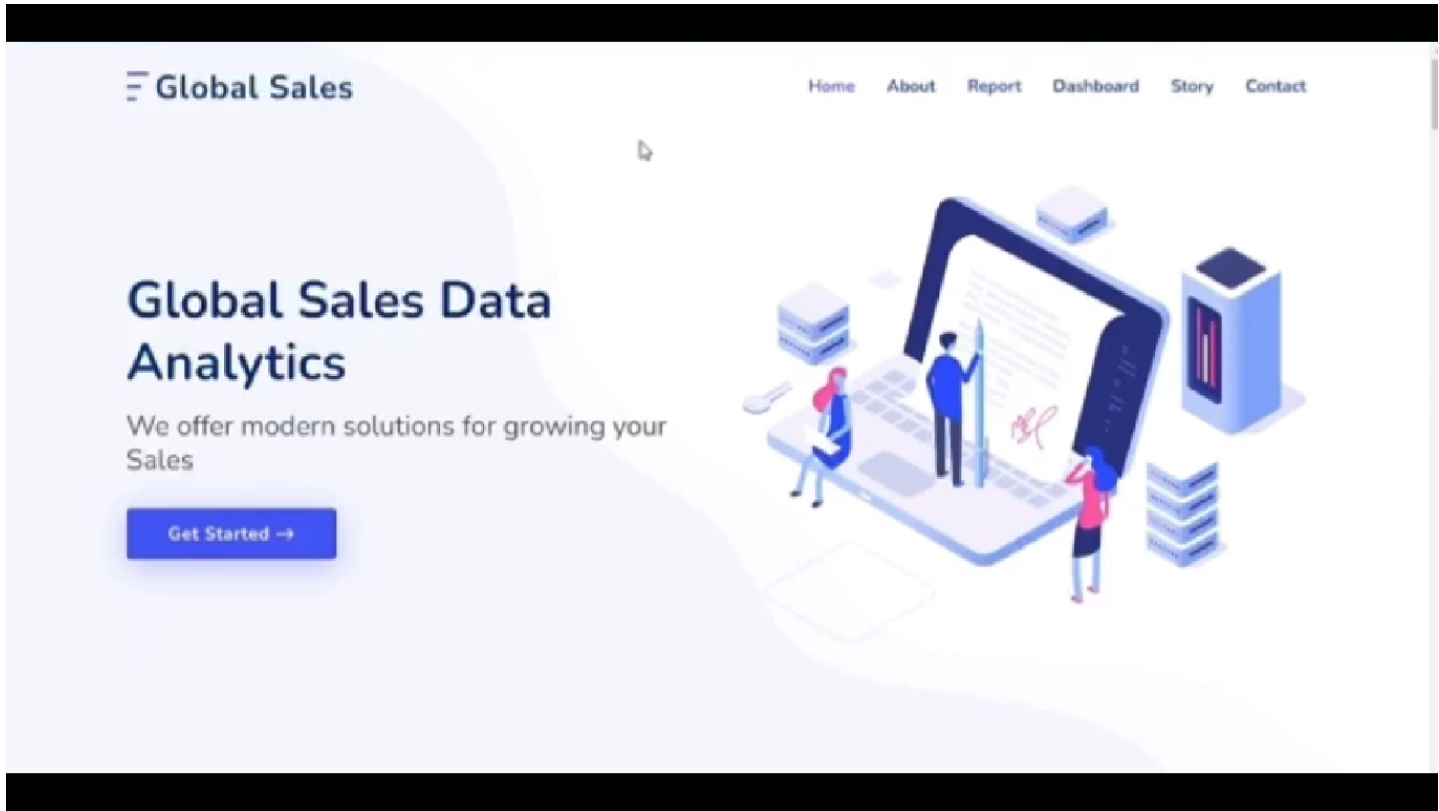 Global Sales
Home About Report Dashboard Story Contact
Global Sales Data
Analytics
We offer modern solutions for growing your
Sales
Get Started →